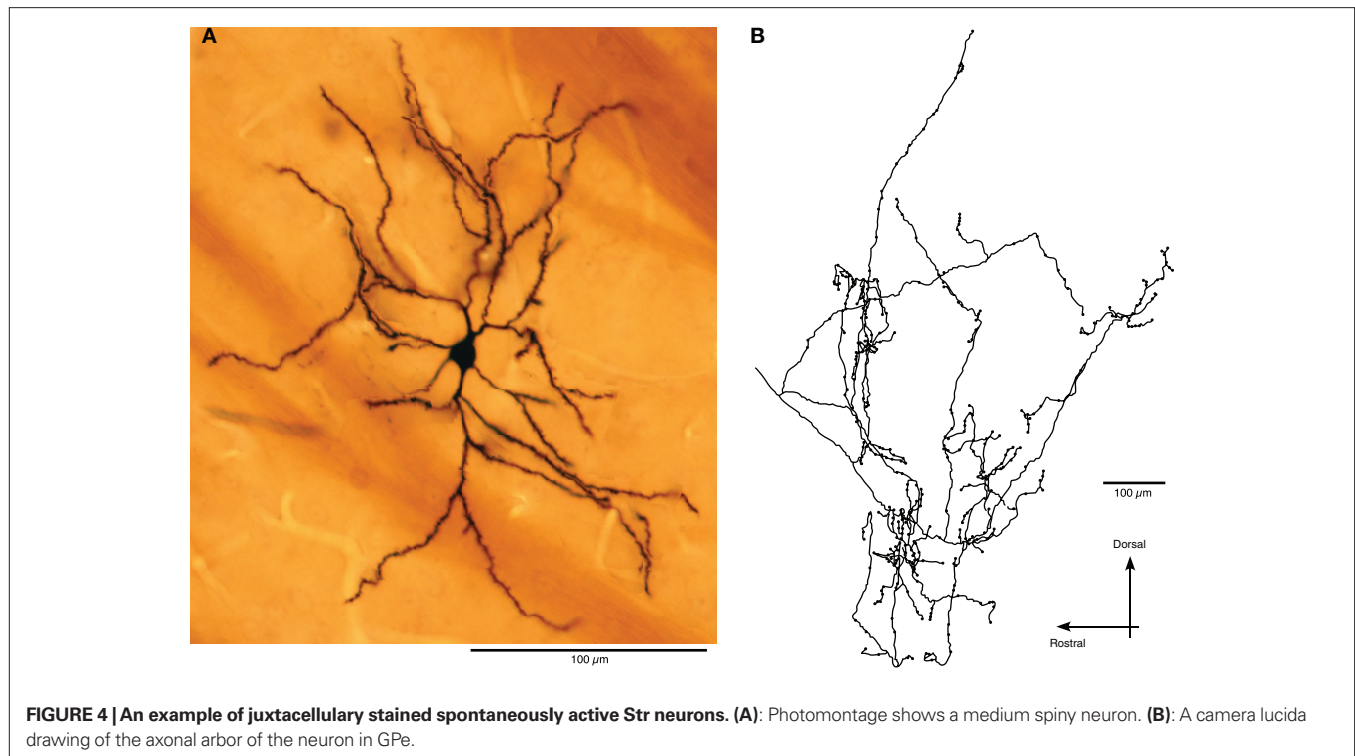 A
B
100 µm
Dorsal
Rostral
100 µm
FIGURE 4 | An example of juxtacellulary stained spontaneously active Str neurons. (A): Photomontage shows a medium spiny neuron. (B): A camera lucida
drawing of the axonal arbor of the neuron in GPe.